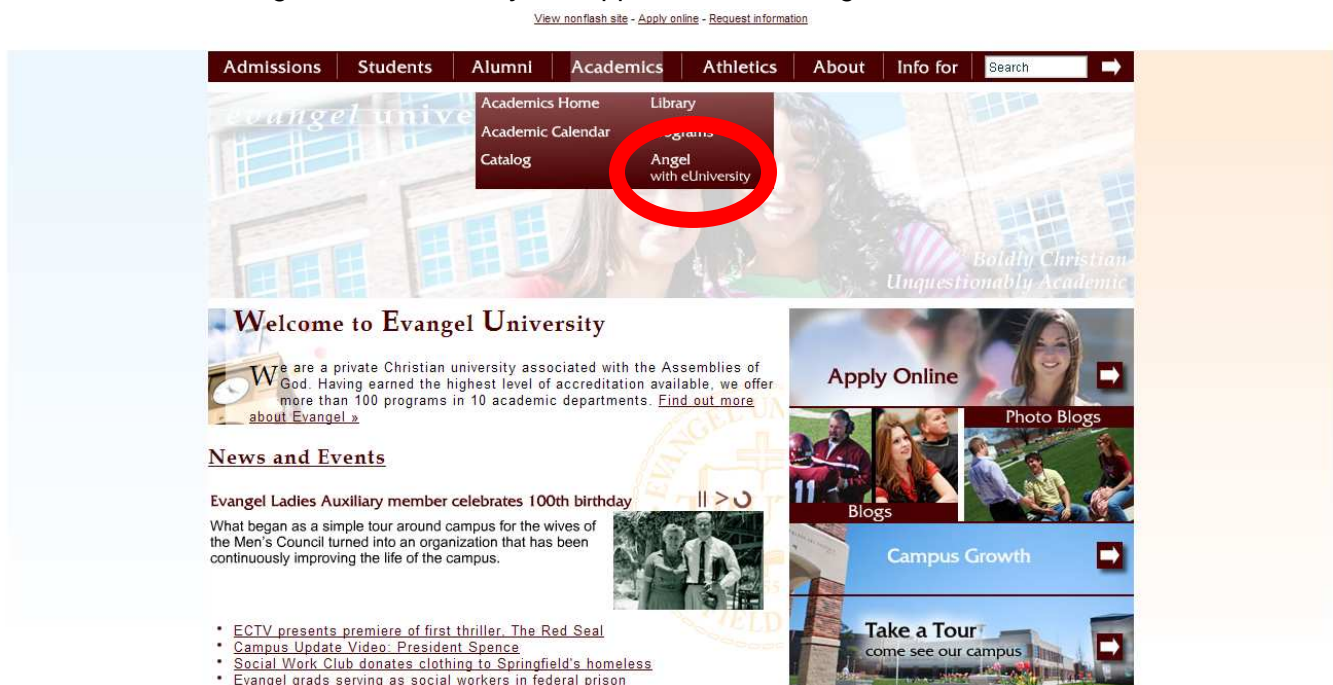 View nonflash site - Apply online - Request information
Admissions Students Alumni Academics Athletics About Info for Search
evangel unive
Academics Home Library
Academic Calendar
Catalog Angel
with eUniversity
Boldly Christian
Unquestionably Academic
Welcome to Evangel University
We are a private Christian university associated with the Assemblies of
God. Having earned the highest level of accreditation available, we offer
more than 100 programs in 10 academic departments. Find out more
about Evangel »
Apply Online
Photo Blogs
Blogs
News and Events
Evangel Ladies Auxiliary member celebrates 100th birthday
What began as a simple tour around campus for the wives of
the Men's Council turned into an organization that has been
continuously improving the life of the campus.
Campus Growth
Take a Tour
come see our campus
• ECTV presents premiere of first thriller, The Red Seal
• Campus Update Video: President Spence
• Social Work Club donates clothing to Springfield's homeless
• Evangel grads serving as social workers in federal prison